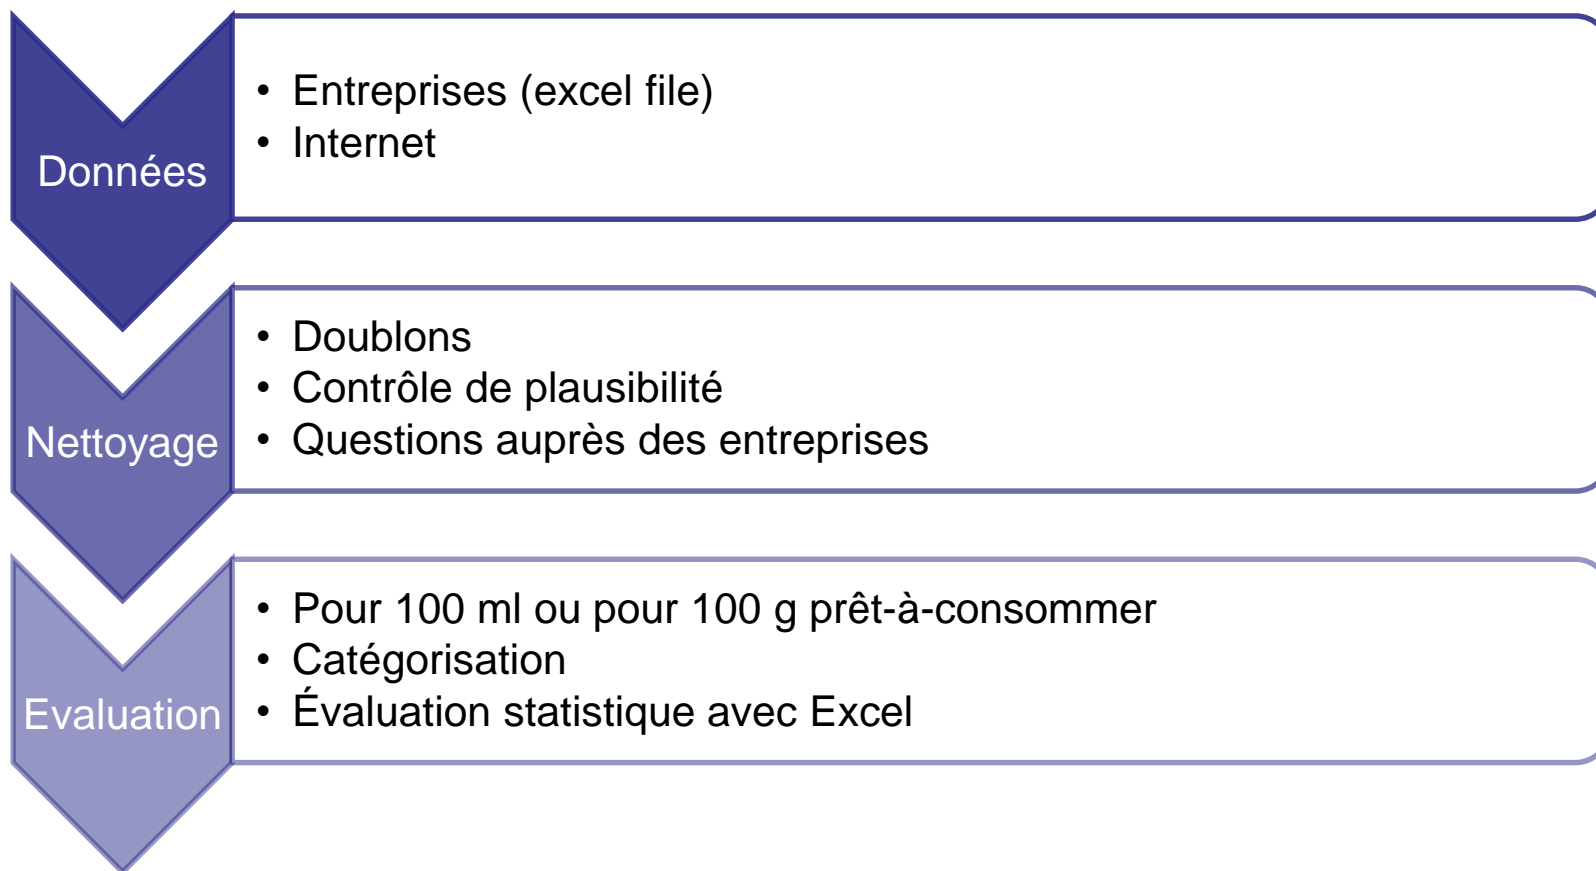 Données
• Entreprises (excel file)
• Internet
Nettoyage
• Doublons
• Contrôle de plausibilité
• Questions auprès des entreprises
Evaluation
• Pour 100 ml ou pour 100 g prêt-à-consommer
• Catégorisation
• Évaluation statistique avec Excel